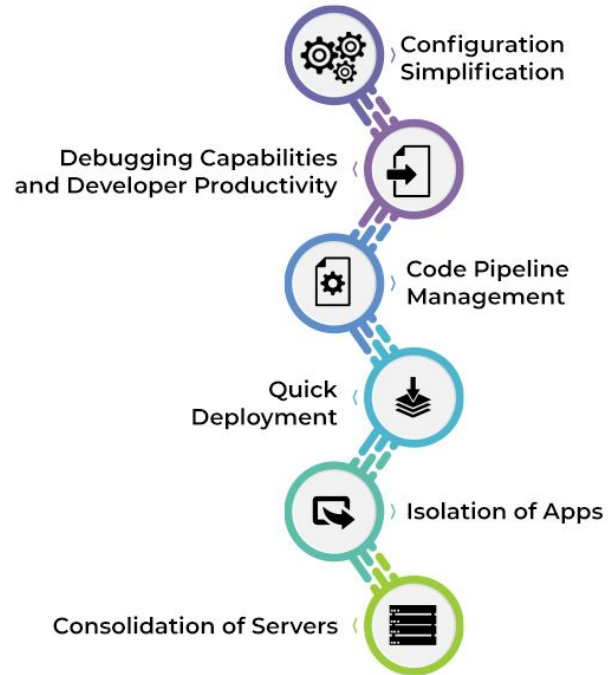 Configuration
Simplification
Debugging Capabilities
and Developer Productivity
Code Pipeline
Management
Quick
Deployment
Isolation of Apps
Consolidation of Servers